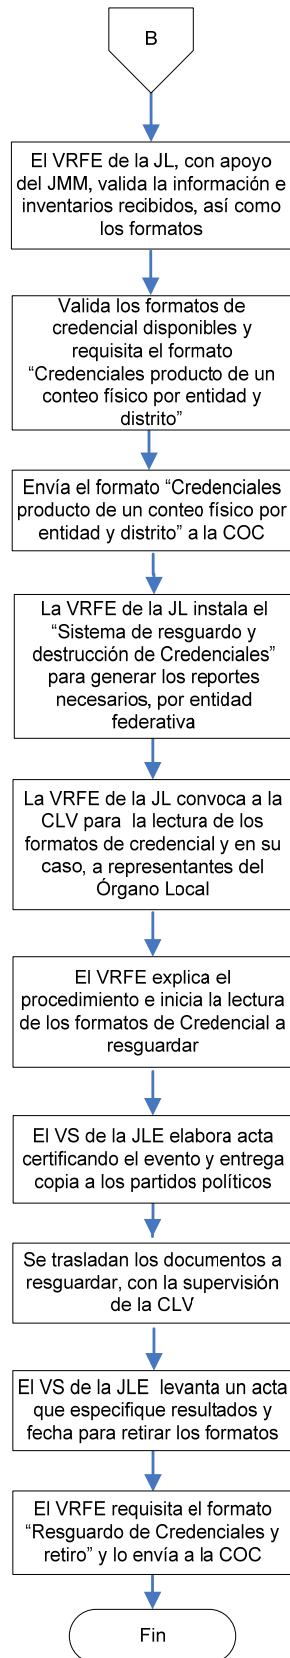 B
El VRFE de la JL, con apoyo
del JMM, valida la información e
inventarios recibidos, así como
los formatos
Valida los formatos de
credencial disponibles y
requisita el formato
“Credenciales producto de un
conteo físico por entidad y
distrito”
Envía el formato “Credenciales
producto de un conteo físico por
entidad y distrito” a la COC
La VRFE de la JL instala el
“Sistema de resguardo y
destrucción de Credenciales”
para generar los reportes
necesarios, por entidad
federativa
La VRFE de la JL convoca a la
CLV para la lectura de los
formatos de credencial y en su
caso, a representantes del
Órgano Local
El VRFE explica el
procedimiento e inicia la lectura
de los formatos de Credencial a
resguardar
El VS de la JLE elabora acta
certificando el evento y entrega
copia a los partidos políticos
Se trasladan los documentos a
resguardar, con la supervisión
de la CLV
El VS de la JLE levanta un acta
que especifique resultados y
fecha para retirar los formatos
El VRFE requisita el formato
“Resguardo de Credenciales y
retiro” y lo envía a la COC
Fin